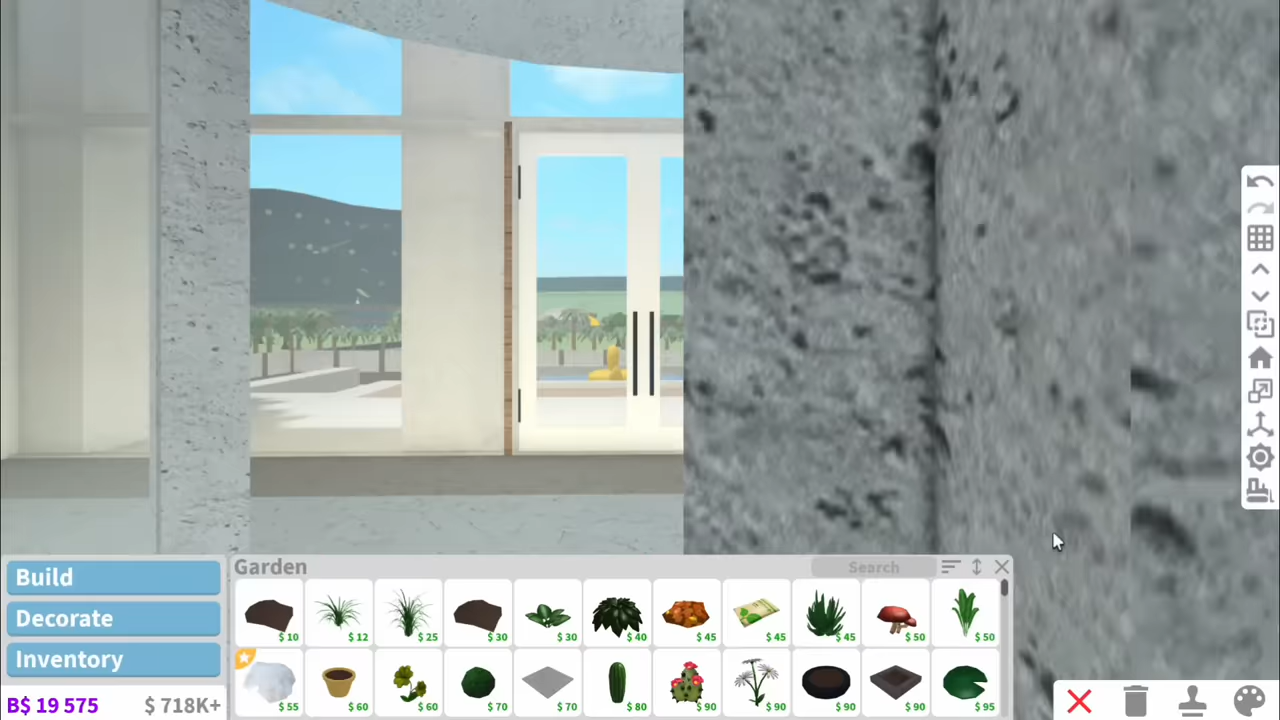 Build
Decorate
Inventory
B$ 19 575 $ 718K+
Garden Search
$ 10 $ 12 $ 25 $ 30 $ 30 $ 40 $ 45 $ 45 $ 45 $ 50 $ 50
$ 55 $ 60 $ 60 $ 70 $ 70 $ 80 $ 90 $ 90 $ 90 $ 90 $ 95